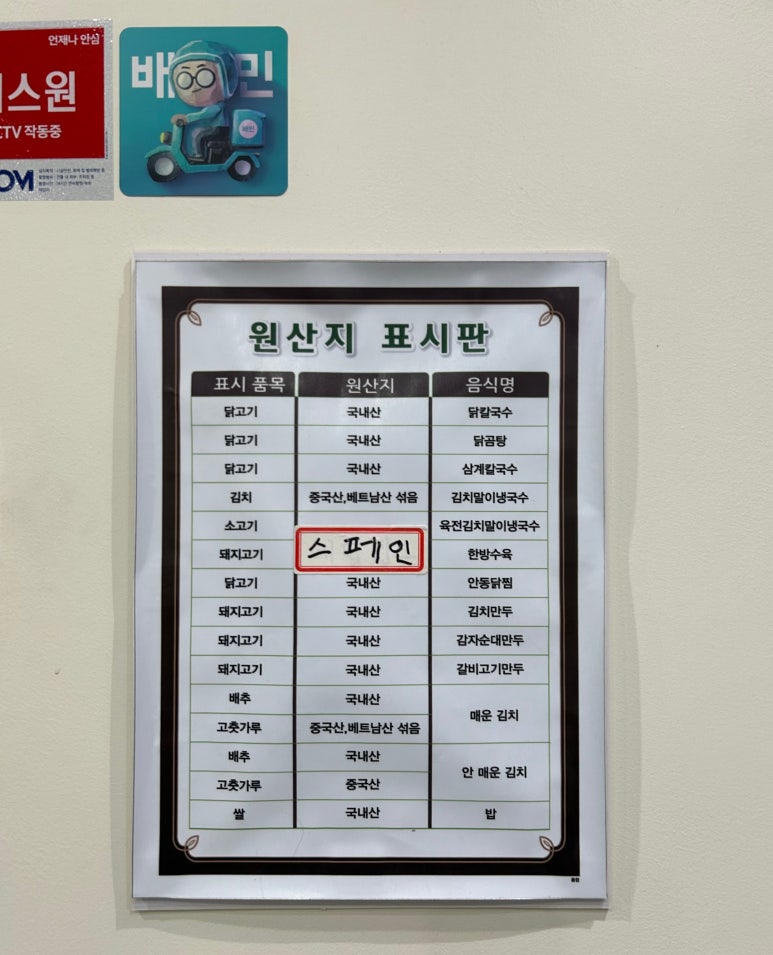 언제나 안심
스원
CTV 작동중
OM
배 민
배민
원산지 표시판
표시 품목 원산지 음식명
닭고기 국내산 닭칼국수
닭고기 국내산 닭곰탕
닭고기 국내산 삼계칼국수
김치 중국산,베트남산 섞음 김치말이냉국수
소고기 육전김치말이냉국수
돼지고기 스페인 한방수육
닭고기 국내산 안동닭찜
돼지고기 국내산 김치만두
돼지고기 국내산 감자순대만두
돼지고기 국내산 갈비고기만두
배추 국내산 매운 김치
고춧가루 중국산,베트남산 섞음
배추 국내산 안 매운 김치
고춧가루 중국산
쌀 국내산 밥